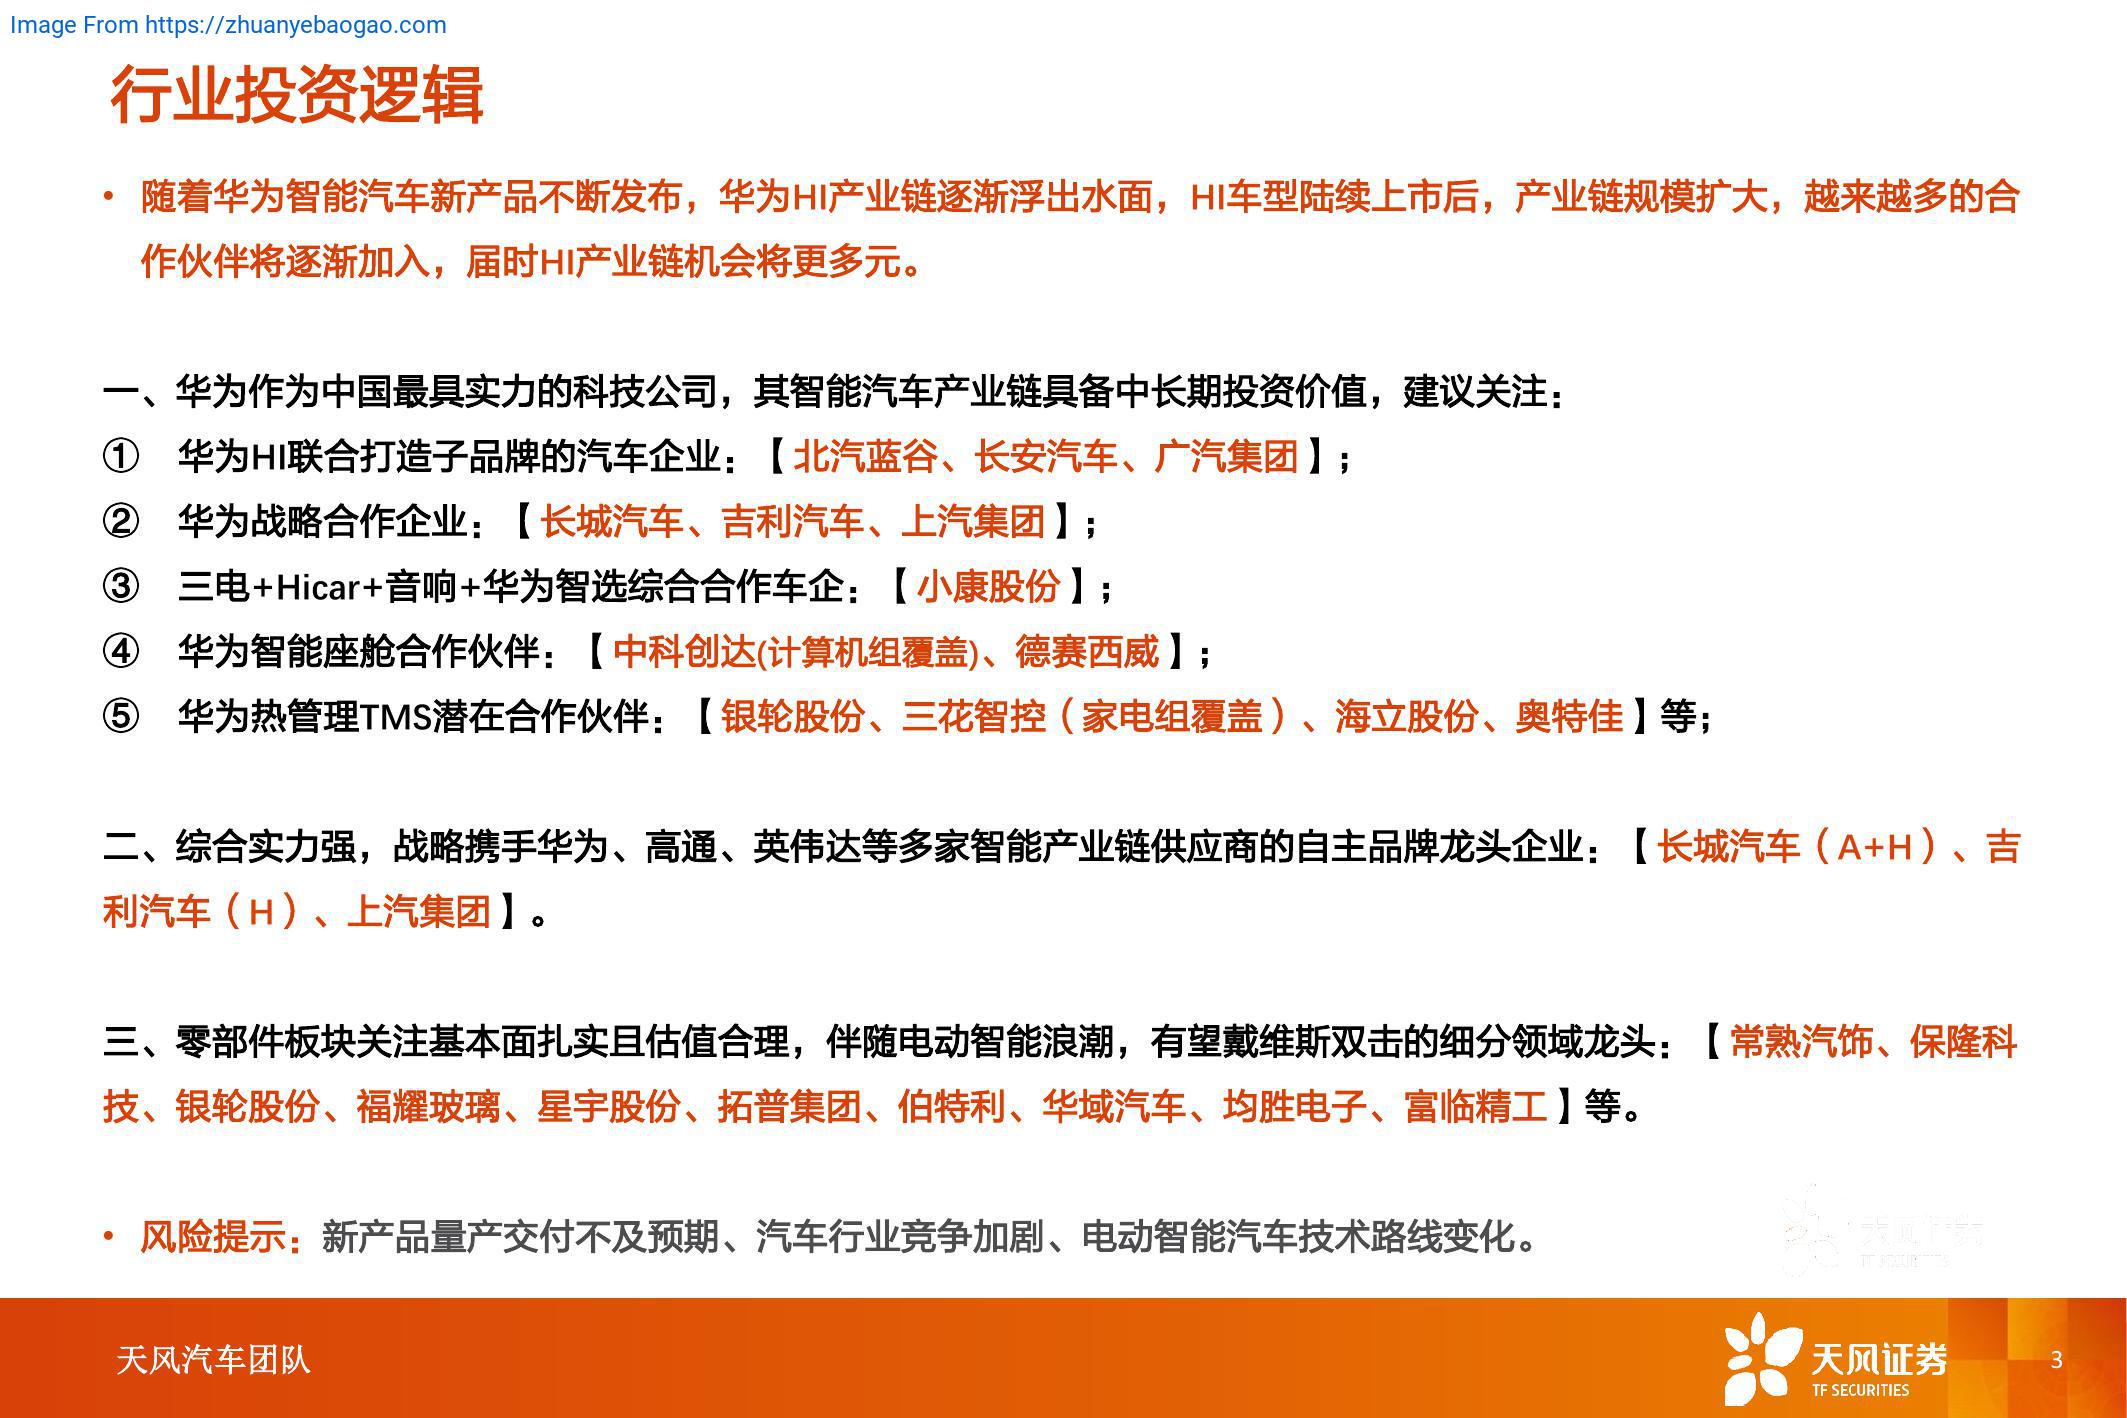 Image From https://zhuanyebaogao.com
行业投资逻辑
• 随着华为智能汽车新产品不断发布，华为HI产业链逐渐浮出水面，HI车型陆续上市后，产业链规模扩大，越来越多的合
作伙伴将逐渐加入，届时HI产业链机会将更多元。
一、华为作为中国最具实力的科技公司，其智能汽车产业链具备中长期投资价值，建议关注：
① 华为HI联合打造子品牌的汽车企业：【北汽蓝谷、长安汽车、广汽集团】；
② 华为战略合作企业：【长城汽车、吉利汽车、上汽集团】；
③ 三电+Hicar+音响+华为智选综合合作车企：【小康股份】；
④ 华为智能座舱合作伙伴：【中科创达(计算机组覆盖)、德赛西威】；
⑤ 华为热管理TMS潜在合作伙伴：【银轮股份、三花智控（家电组覆盖）、海立股份、奥特佳】等；
二、综合实力强，战略携手华为、高通、英伟达等多家智能产业链供应商的自主品牌龙头企业：【长城汽车（A+H）、吉
利汽车（H）、上汽集团】。
三、零部件板块关注基本面扎实且估值合理，伴随电动智能浪潮，有望戴维斯双击的细分领域龙头：【常熟汽饰、保隆科
技、银轮股份、福耀玻璃、星宇股份、拓普集团、伯特利、华域汽车、均胜电子、富临精工】等。
• 风险提示：新产品量产交付不及预期、汽车行业竞争加剧、电动智能汽车技术路线变化。
天风证券
TF SECURITIES
天风汽车团队
天风证券
TF SECURITIES
3